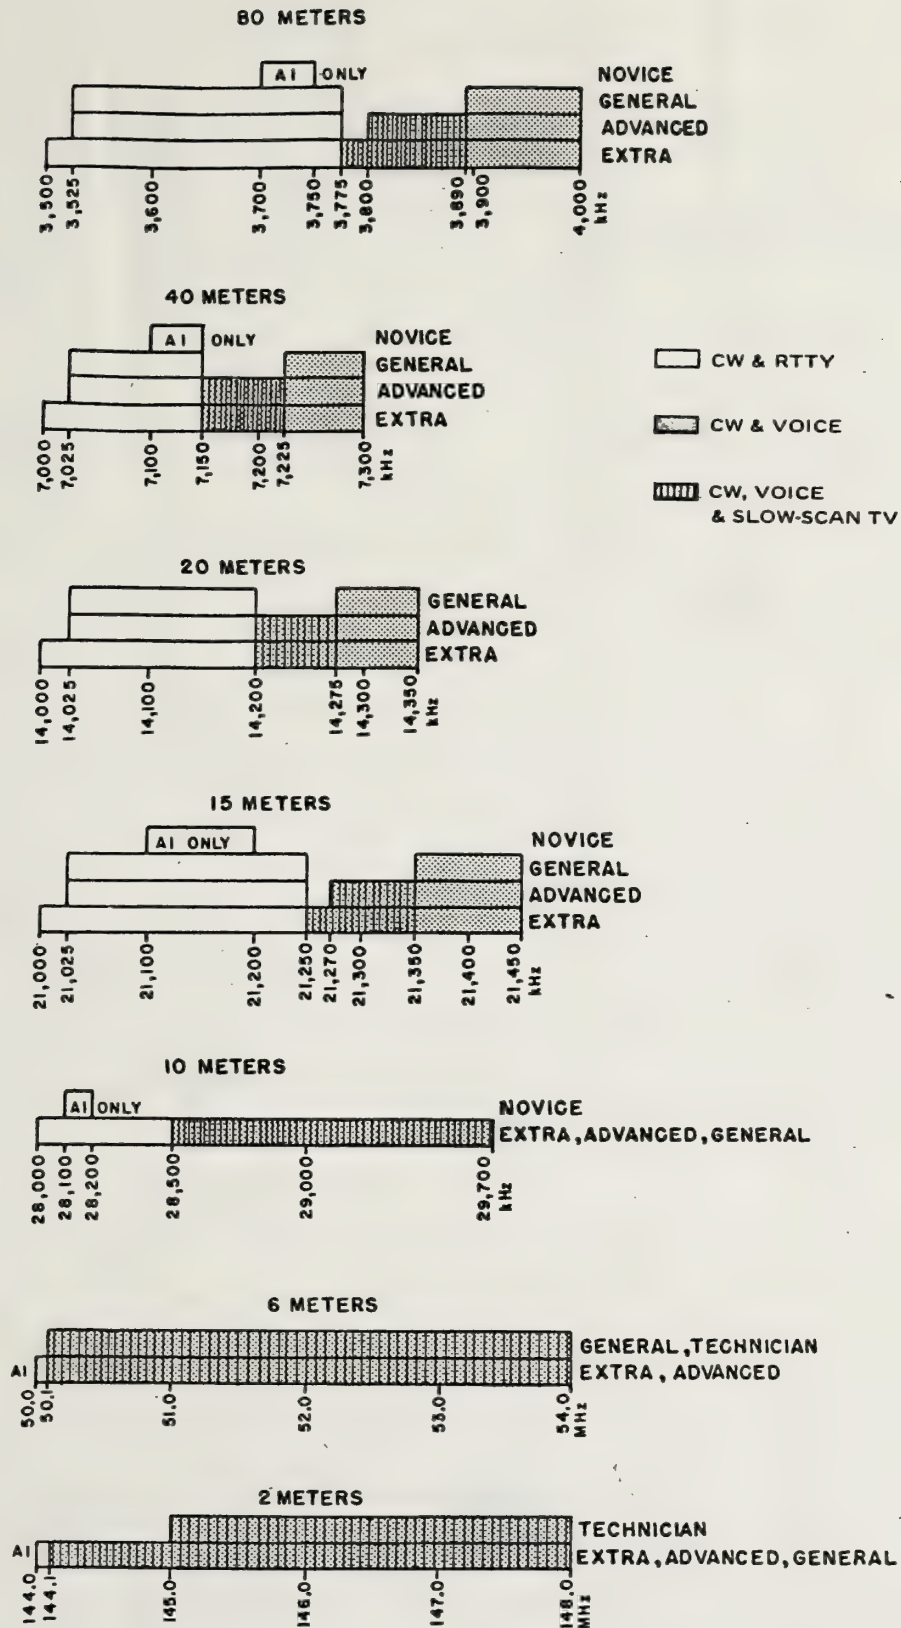 80 METERS
A1 ONLY
NOVICE
GENERAL
ADVANCED
EXTRA
3,500
3,525
3,600
3,700
3,750
3,775
3,800
3,890
3,900
4,000
kHz
40 METERS
A1 ONLY
NOVICE
GENERAL
ADVANCED
EXTRA
7,000
7,025
7,100
7,150
7,200
7,225
7,300
kHz
CW & RTTY
CW & VOICE
CW, VOICE
& SLOW-SCAN TV
20 METERS
GENERAL
ADVANCED
EXTRA
14,000
14,025
14,100
14,200
14,275
14,300
14,350
kHz
15 METERS
A1 ONLY
NOVICE
GENERAL
ADVANCED
EXTRA
21,000
21,025
21,100
21,200
21,250
21,270
21,300
21,350
21,400
21,450
kHz
10 METERS
A1 ONLY
NOVICE
EXTRA, ADVANCED, GENERAL
28,000
28,100
28,200
28,500
29,000
29,700
kHz
6 METERS
GENERAL, TECHNICIAN
A1
EXTRA, ADVANCED
50.0
50.1
51.0
52.0
53.0
54.0
MHz
2 METERS
TECHNICIAN
A1
EXTRA, ADVANCED, GENERAL
144.0
144.1
145.0
146.0
147.0
148.0
MHz